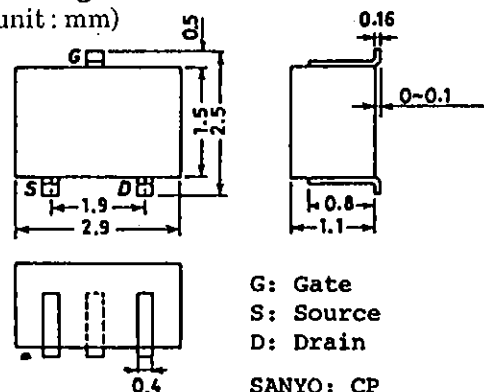 unit : mm)
0.5
G
1.5
2.5
S
D
1.9
2.9
0.16
0~0.1
0.8
1.1
0.4
G: Gate
S: Source
D: Drain
SANYO: CP